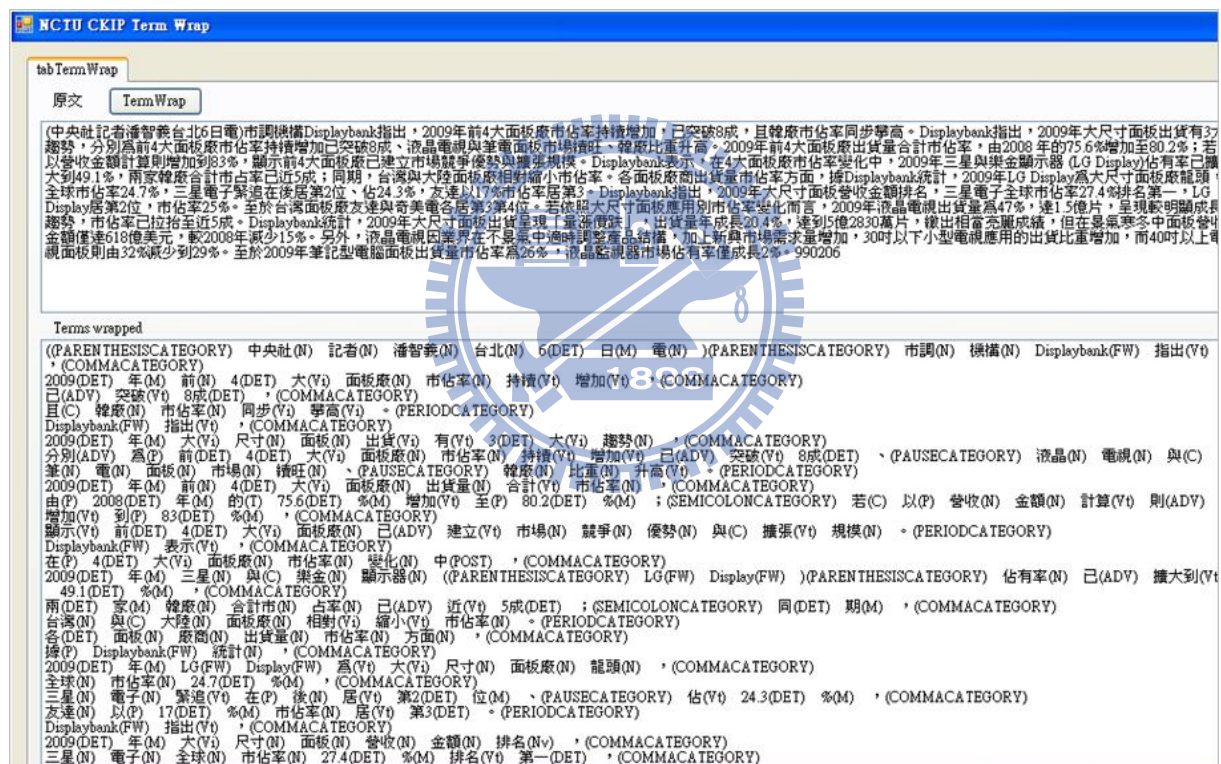 NCTU CKIP Term Wrap
tabTermWrap
原文 TermWrap
(中央社記者潘智義台北6日電)市調機構Displaybank指出，2009年前4大面板廠市佔率持續增加，已突破8成，且韓廠市佔率同步攀高。Displaybank指出，2009年大尺寸面板出貨有3大
趨勢，分別為前4大面板廠市佔率持續增加已突破8成、液晶電視與筆電面板市場續旺、韓廠比重升高。2009年前4大面板廠出貨量合計市佔率，由2008 年的75.6%增加至80.2%；若
以營收金額計算則增加到83%，顯示前4大面板廠已建立市場競爭優勢與擴張規模。Displaybank表示，在4大面板廠市佔率變化中，2009年三星與樂金顯示器 (LG Display)佔有率已擴
大到49.1%，兩家韓廠合計市占率已近5成；同期，台灣與大陸面板廠相對縮小市佔率。各面板廠商出貨量市佔率方面，據Displaybank統計，2009年LG Display為大尺寸面板廠龍頭，
全球市佔率24.7%，三星電子緊追在後居第2位、佔24.3%，友達以17%市佔率居第3。Displaybank指出，2009年大尺寸面板營收金額排名，三星電子全球市佔率27.4%排名第一，LG
Display居第2位，市佔率25%。至於台灣面板廠友達與奇美電各居第3第4位。若依照大尺寸面板應用別市佔率變化而言，2009年液晶電視出貨量為47%，達1.5億片，呈現較明顯成長
趨勢，市佔率已拉抬至近5成。Displaybank統計，2009年大尺寸面板出貨呈現「量漲價跌」，出貨量年成長20.4%，達到5億2830萬片，繳出相當亮麗成績，但在景氣寒冬中面板營收
金額僅達618億美元，較2008年減少15%。另外，液晶電視因業界在不景氣中適時調整產品結構，加上新興市場需求量增加，30吋以下小型電視應用的出貨比重增加，而40吋以上電
視面板則由32%減少到29%。至於2009年筆記型電腦面板出貨量市佔率為26%，液晶監視器市場佔有率僅成長2%。990206
Terms wrapped
((PARENTHESISCATEGORY) 中央社(N) 記者(N) 潘智義(N) 台北(N) 6(DET) 日(M) 電(N) )(PARENTHESISCATEGORY) 市調(N) 機構(N) Displaybank(FW) 指出(Vt)
，(COMMACATEGORY)
2009(DET) 年(M) 前(N) 4(DET) 大(Vi) 面板廠(N) 市佔率(N) 持續(Vt) 增加(Vt) ，(COMMACATEGORY)
已(ADV) 突破(Vt) 8成(DET) ，(COMMACATEGORY)
且(C) 韓廠(N) 市佔率(N) 同步(Vi) 攀高(Vi) 。(PERIODCATEGORY)
Displaybank(FW) 指出(Vt) ，(COMMACATEGORY)
2009(DET) 年(M) 大(Vi) 尺寸(N) 面板(N) 出貨(Vi) 有(Vt) 3(DET) 大(Vi) 趨勢(N) ，(COMMACATEGORY)
分別(ADV) 為(P) 前(DET) 4(DET) 大(Vi) 面板廠(N) 市佔率(N) 持續(Vt) 增加(Vt) 已(ADV) 突破(Vt) 8成(DET) 、(PAUSECATEGORY) 液晶(N) 電視(N) 與(C)
筆(N) 電(N) 面板(N) 市場(N) 續旺(N) 、(PAUSECATEGORY) 韓廠(N) 比重(N) 升高(Vt) 。(PERIODCATEGORY)
2009(DET) 年(M) 前(N) 4(DET) 大(Vi) 面板廠(N) 出貨量(N) 合計(Vt) 市佔率(N) ，(COMMACATEGORY)
由(P) 2008(DET) 年(M) 的(T) 75.6(DET) %(M) 增加(Vt) 至(P) 80.2(DET) %(M) ；(SEMICOLONCATEGORY) 若(C) 以(P) 營收(N) 金額(N) 計算(Vt) 則(ADV)
增加(Vt) 到(P) 83(DET) %(M) ，(COMMACATEGORY)
顯示(Vt) 前(DET) 4(DET) 大(Vi) 面板廠(N) 已(ADV) 建立(Vt) 市場(N) 競爭(N) 優勢(N) 與(C) 擴張(Vt) 規模(N) 。(PERIODCATEGORY)
Displaybank(FW) 表示(Vt) ，(COMMACATEGORY)
在(P) 4(DET) 大(Vi) 面板廠(N) 市佔率(N) 變化(N) 中(POST) ，(COMMACATEGORY)
2009(DET) 年(M) 三星(N) 與(C) 樂金(N) 顯示器(N) ((PARENTHESISCATEGORY) LG(FW) Display(FW) )(PARENTHESISCATEGORY) 佔有率(N) 已(ADV) 擴大到(Vt
49.1(DET) %(M) ，(COMMACATEGORY)
兩(DET) 家(M) 韓廠(N) 合計市(N) 占率(N) 已(ADV) 近(Vt) 5成(DET) ；(SEMICOLONCATEGORY) 同(DET) 期(M) ，(COMMACATEGORY)
台灣(N) 與(C) 大陸(N) 面板廠(N) 相對(Vi) 縮小(Vt) 市佔率(N) 。(PERIODCATEGORY)
各(DET) 面板(N) 廠商(N) 出貨量(N) 市佔率(N) 方面(N) ，(COMMACATEGORY)
據(P) Displaybank(FW) 統計(N) ，(COMMACATEGORY)
2009(DET) 年(M) LG(FW) Display(FW) 為(Vt) 大(Vi) 尺寸(N) 面板廠(N) 龍頭(N) ，(COMMACATEGORY)
全球(N) 市佔率(N) 24.7(DET) %(M) ，(COMMACATEGORY)
三星(N) 電子(N) 緊追(Vt) 在(P) 後(N) 居(Vt) 第2(DET) 位(M) 、(PAUSECATEGORY) 佔(Vt) 24.3(DET) %(M) ，(COMMACATEGORY)
友達(N) 以(P) 17(DET) %(M) 市佔率(N) 居(Vt) 第3(DET) 。(PERIODCATEGORY)
Displaybank(FW) 指出(Vt) ，(COMMACATEGORY)
2009(DET) 年(M) 大(Vi) 尺寸(N) 面板(N) 營收(N) 金額(N) 排名(Nv) ，(COMMACATEGORY)
三星(N) 電子(N) 全球(N) 市佔率(N) 27.4(DET) %(M) 排名(Vt) 第一(DET) ，(COMMACATEGORY)
1896